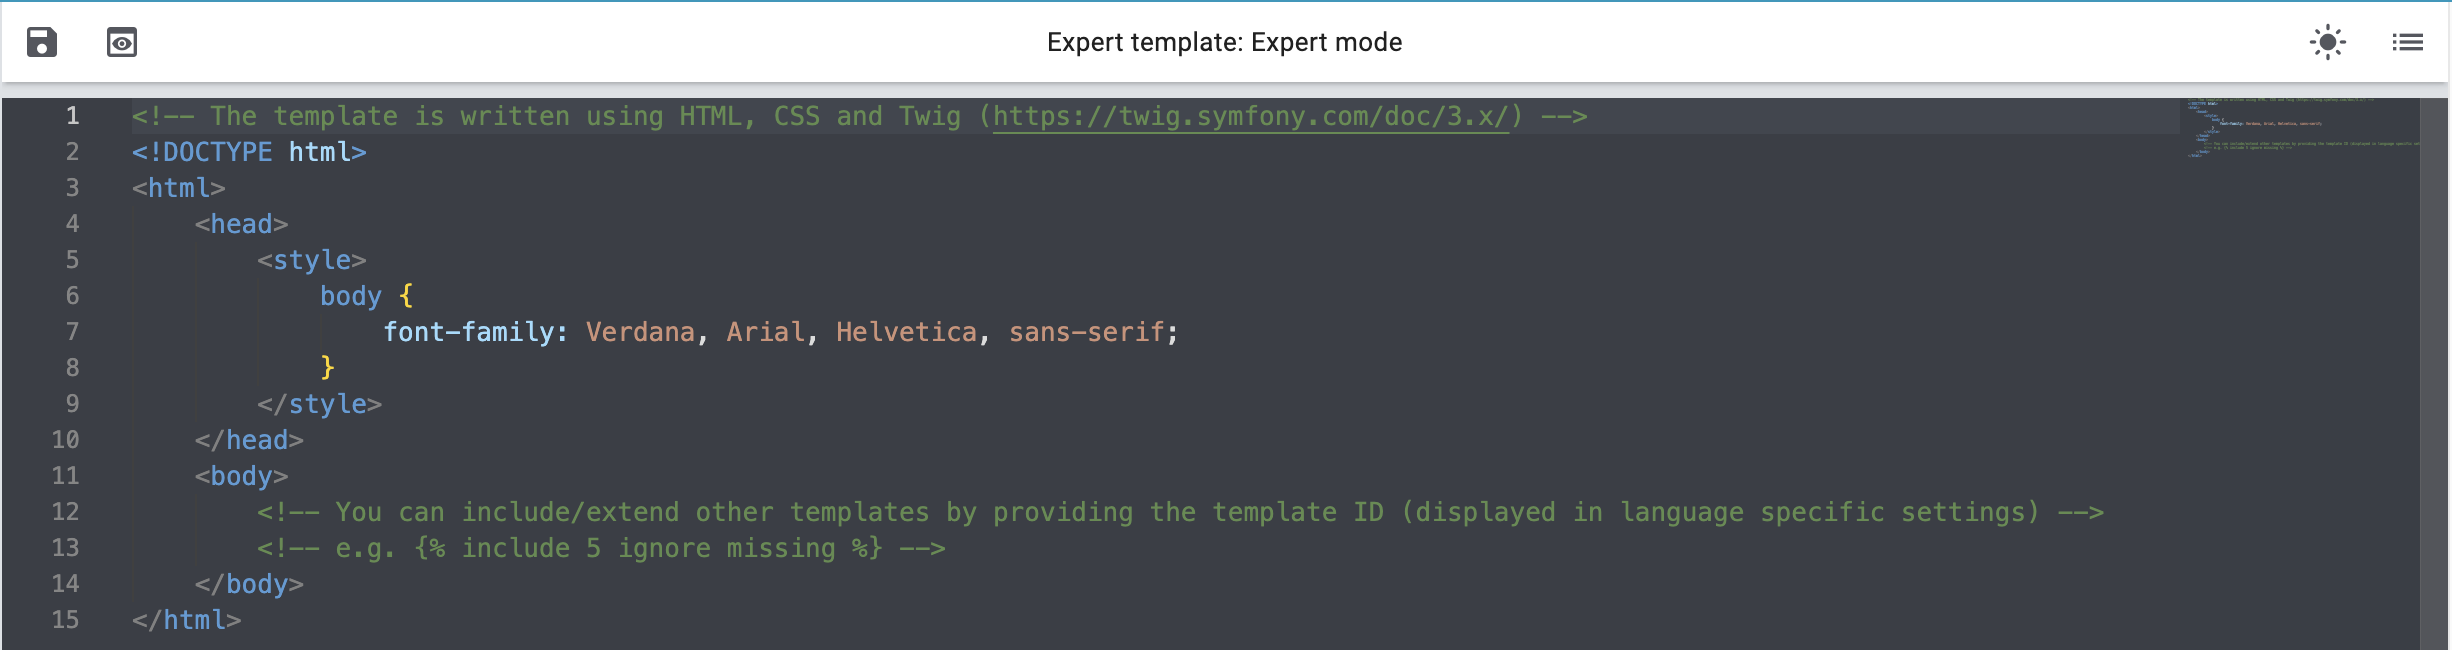 Expert template: Expert mode
1 <!-- The template is written using HTML, CSS and Twig (https://twig.symfony.com/doc/3.x/) -->
2 <!DOCTYPE html>
3 <html>
4 <head>
5 <style>
6 body {
7 font-family: Verdana, Arial, Helvetica, sans-serif;
8 }
9 </style>
10 </head>
11 <body>
12 <!-- You can include/extend other templates by providing the template ID (displayed in language specific settings) -->
13 <!-- e.g. {% include 5 ignore missing %} -->
14 </body>
15 </html>